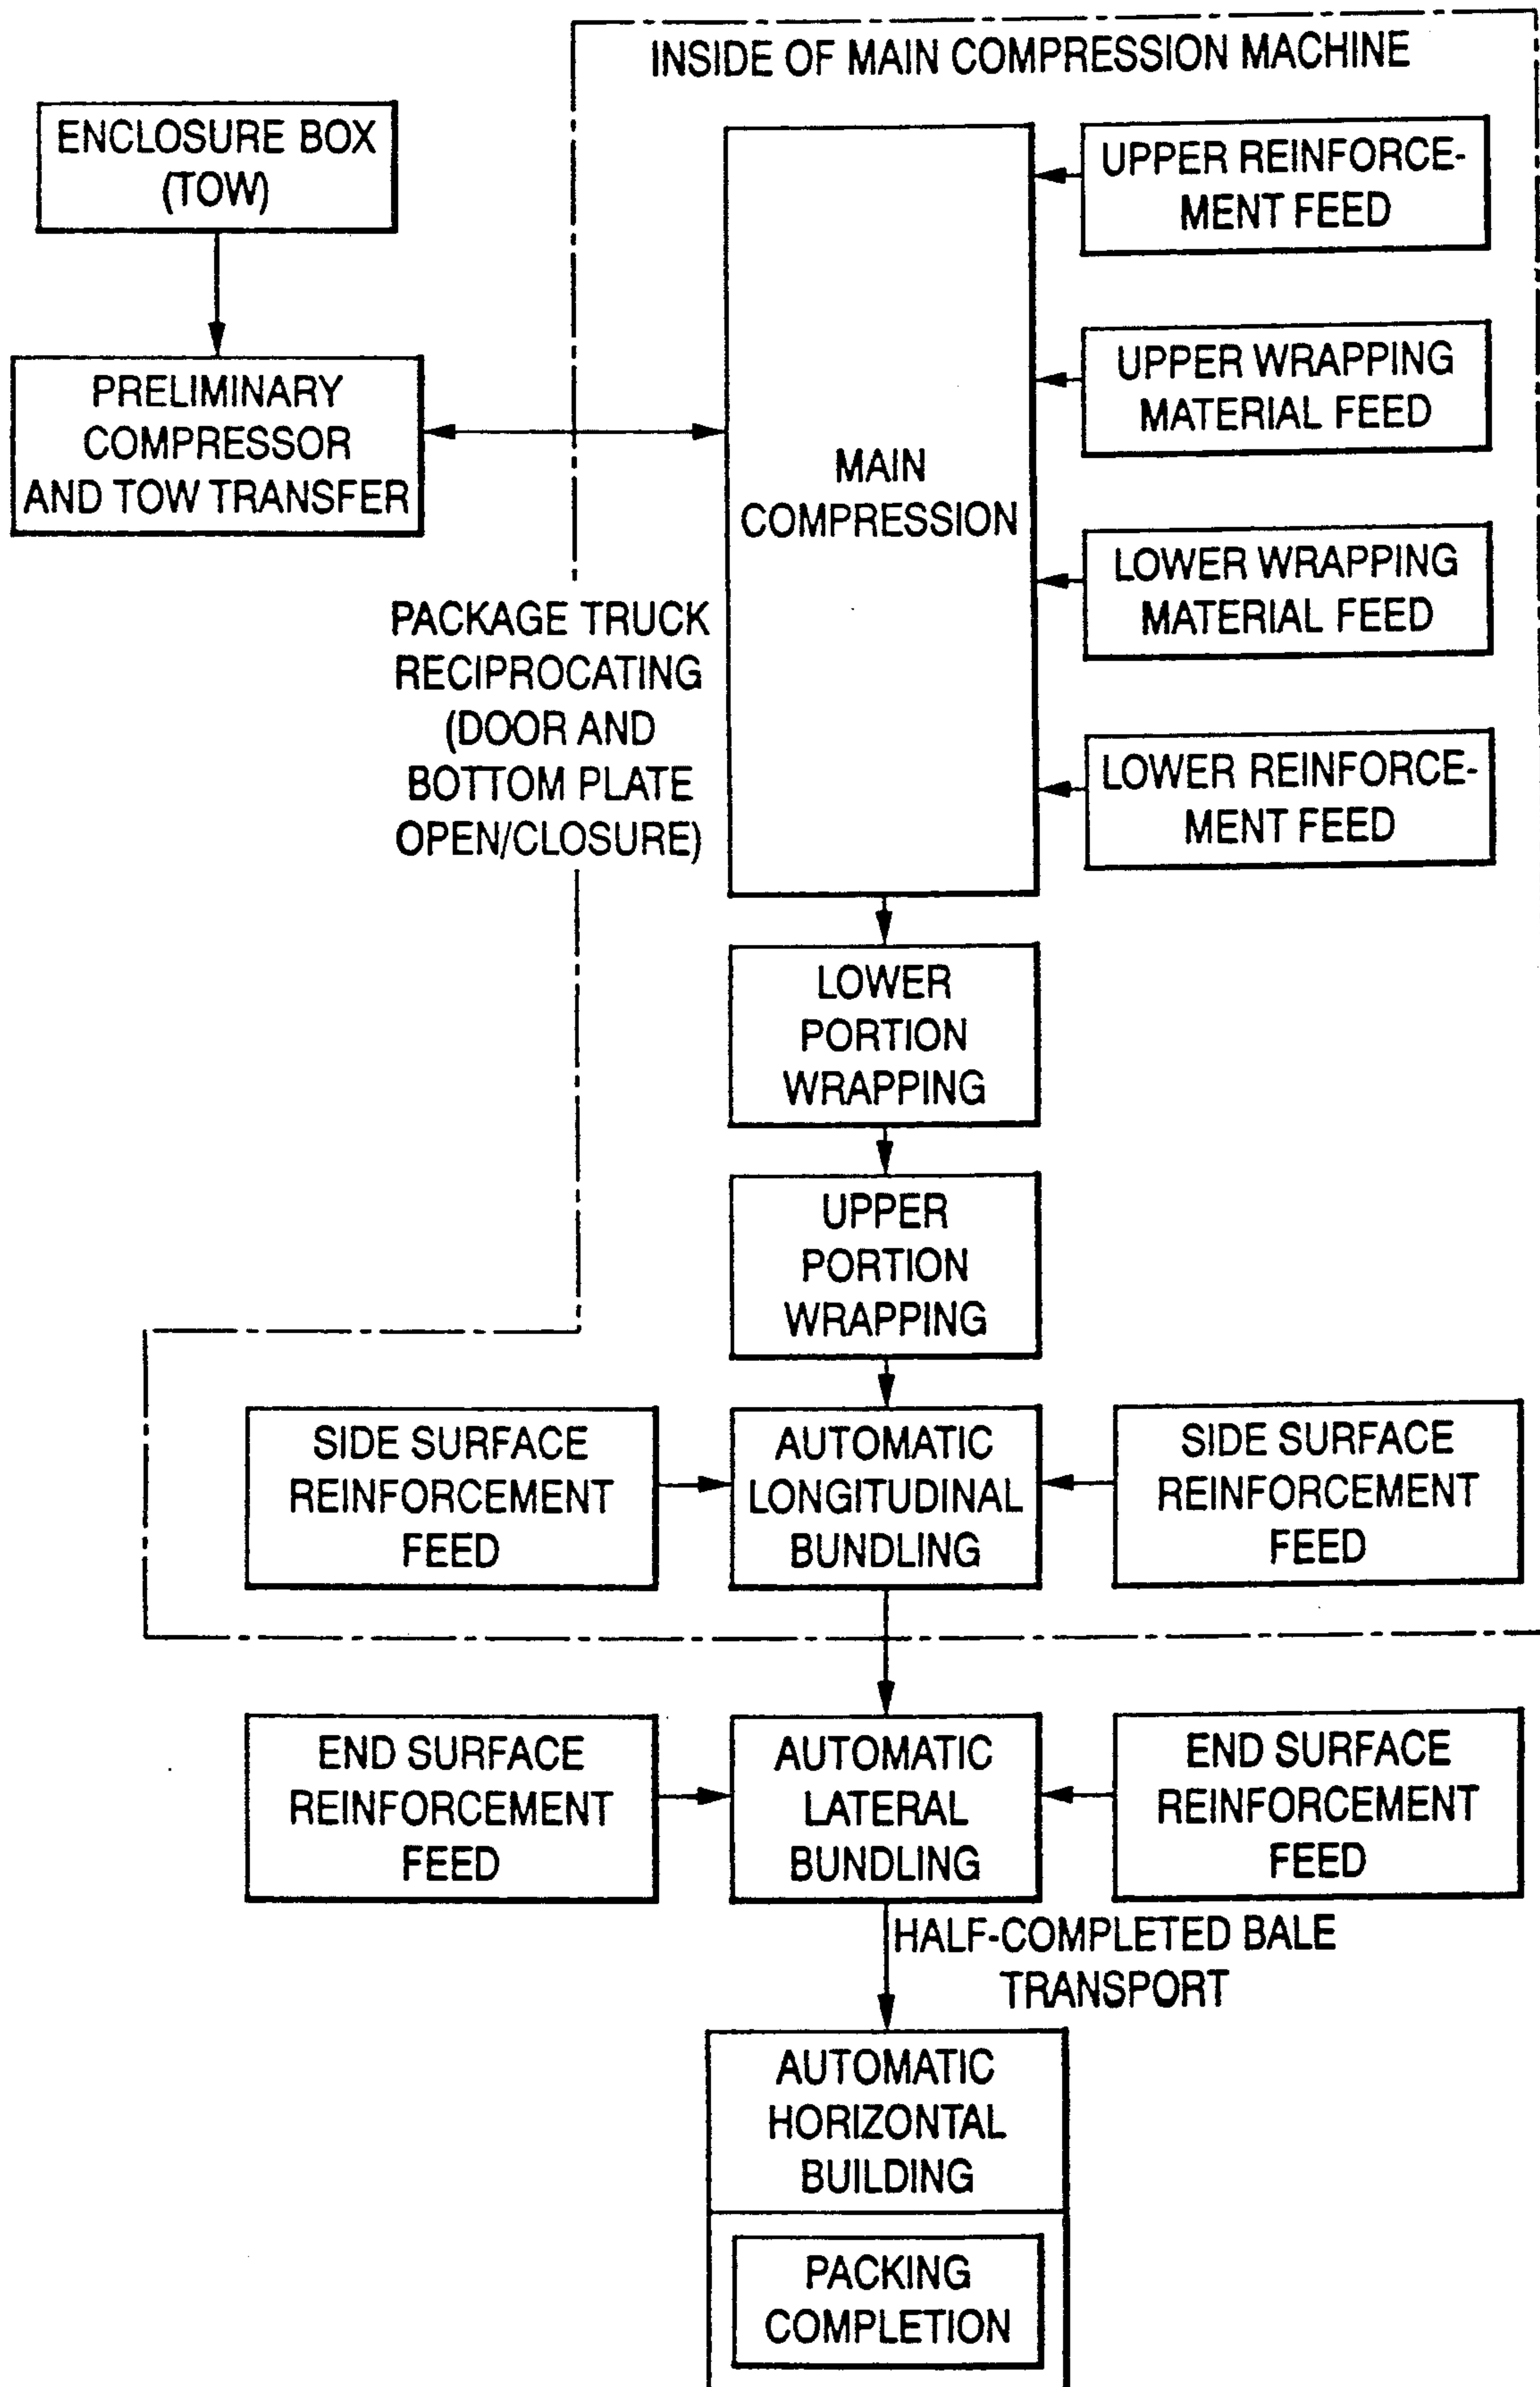 INSIDE OF MAIN COMPRESSION MACHINE
ENCLOSURE BOX
(TOW)
PRELIMINARY
COMPRESSOR
AND TOW TRANSFER
MAIN
COMPRESSION
UPPER REINFORCE-
MENT FEED
UPPER WRAPPING
MATERIAL FEED
LOWER WRAPPING
MATERIAL FEED
LOWER REINFORCE-
MENT FEED
PACKAGE TRUCK
RECIPROCATING
(DOOR AND
BOTTOM PLATE
OPEN/CLOSURE)
LOWER
PORTION
WRAPPING
UPPER
PORTION
WRAPPING
SIDE SURFACE
REINFORCEMENT
FEED
AUTOMATIC
LONGITUDINAL
BUNDLING
SIDE SURFACE
REINFORCEMENT
FEED
END SURFACE
REINFORCEMENT
FEED
AUTOMATIC
LATERAL
BUNDLING
END SURFACE
REINFORCEMENT
FEED
HALF-COMPLETED BALE
TRANSPORT
AUTOMATIC
HORIZONTAL
BUILDING
PACKING
COMPLETION